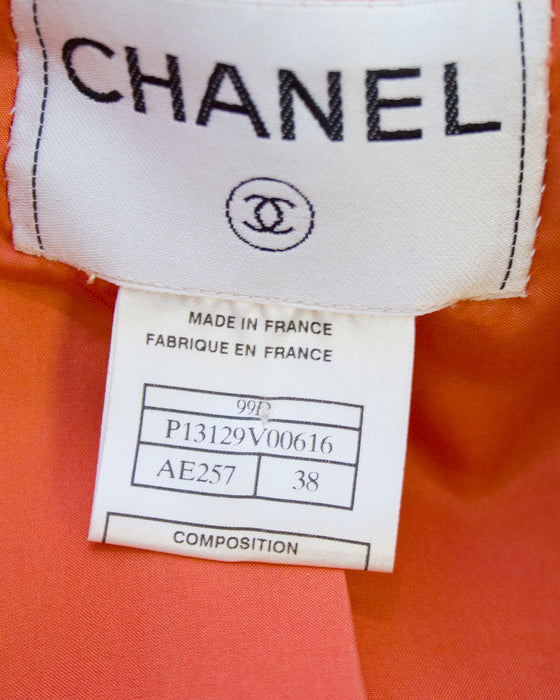 CHANEL
MADE IN FRANCE
FABRIQUE EN FRANCE
P13129V00616
AE257 38
COMPOSITION